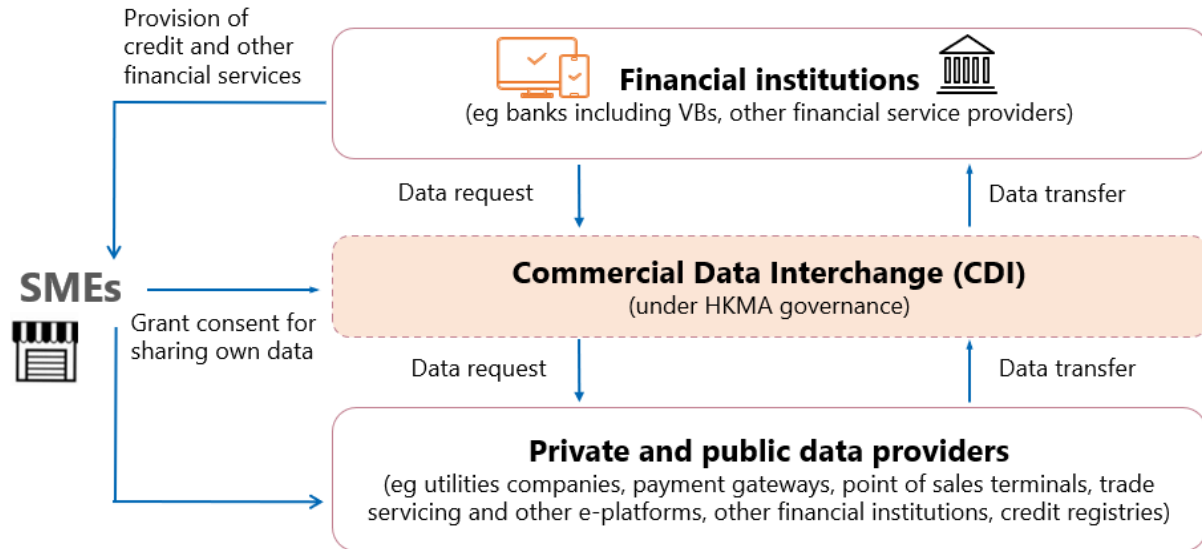 Provision of
credit and other
financial services
Financial institutions
(eg banks including VBs, other financial service providers)
Data request
Data transfer
SMEs
Commercial Data Interchange (CDI)
(under HKMA governance)
Grant consent for
sharing own data
Data request
Data transfer
Private and public data providers
(eg utilities companies, payment gateways, point of sales terminals, trade
servicing and other e-platforms, other financial institutions, credit registries)